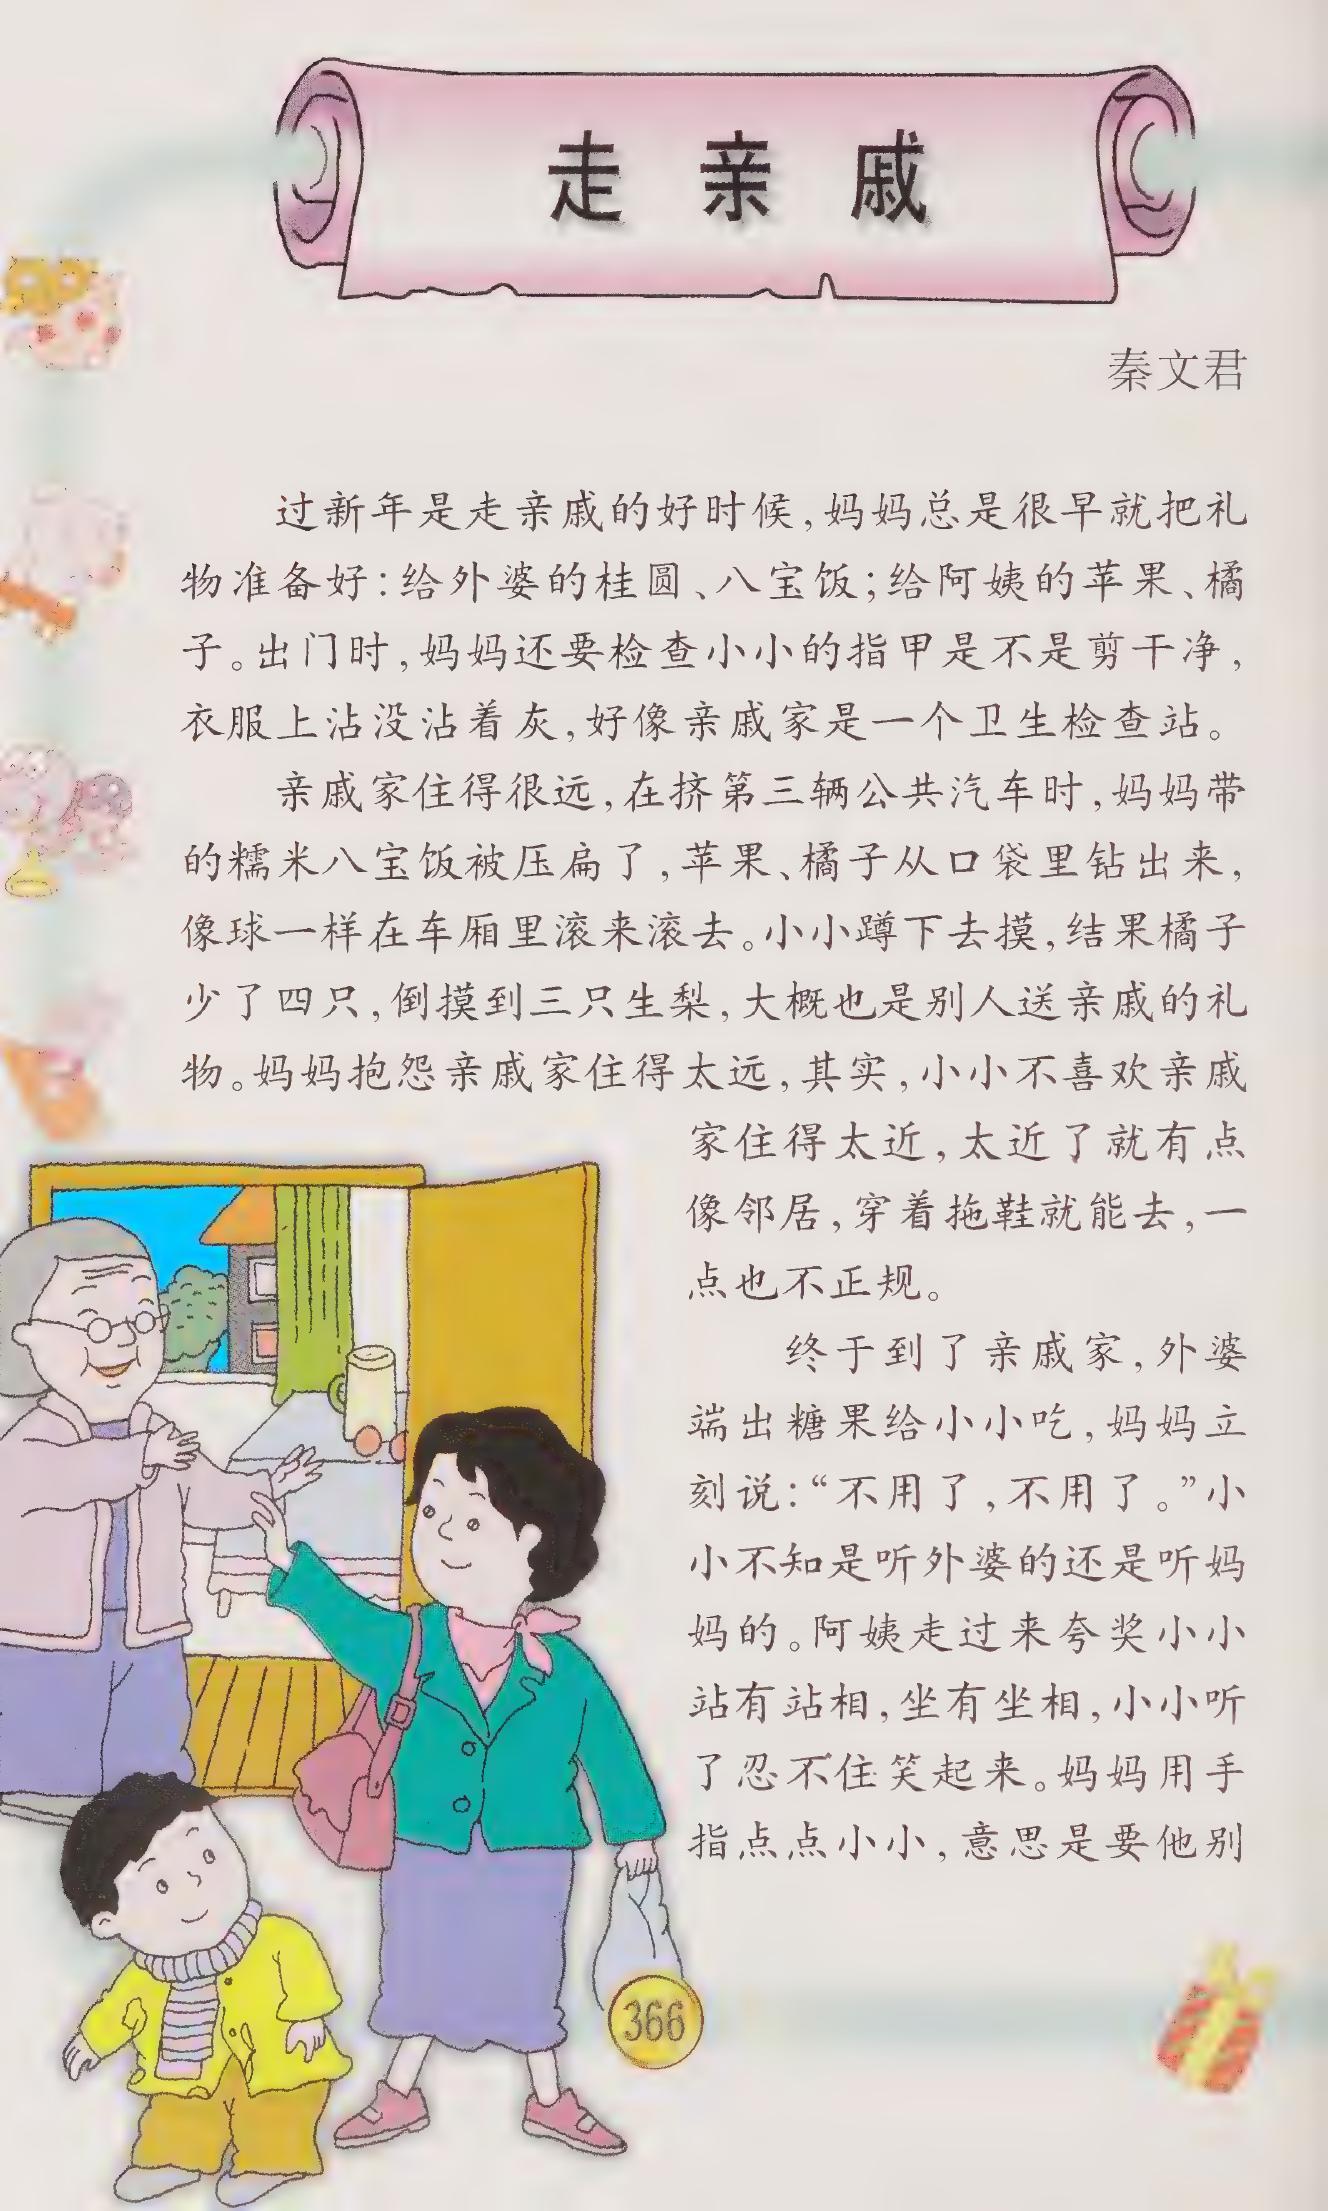 走亲戚
秦文君
过新年是走亲戚的好时候，妈妈总是很早就把礼
物准备好：给外婆的桂圆、八宝饭；给阿姨的苹果、橘
子。出门时，妈妈还要检查小小的指甲是不是剪干净，
衣服上沾没沾着灰，好像亲戚家是一个卫生检查站。
亲戚家住得很远，在挤第三辆公共汽车时，妈妈带
的糯米八宝饭被压扁了，苹果、橘子从口袋里钻出来，
像球一样在车厢里滚来滚去。小小蹲下去摸，结果橘子
少了四只，倒摸到三只生梨，大概也是别人送亲戚的礼
物。妈妈抱怨亲戚家住得太远，其实，小小不喜欢亲戚
家住得太近，太近了就有点
像邻居，穿着拖鞋就能去，一
点也不正规。
终于到了亲戚家，外婆
端出糖果给小小吃，妈妈立
刻说：“不用了，不用了。”小
小不知是听外婆的还是听妈
妈的。阿姨走过来夸奖小小
站有站相，坐有坐相，小小听
了忍不住笑起来。妈妈用手
指点点小小，意思是要他别
366